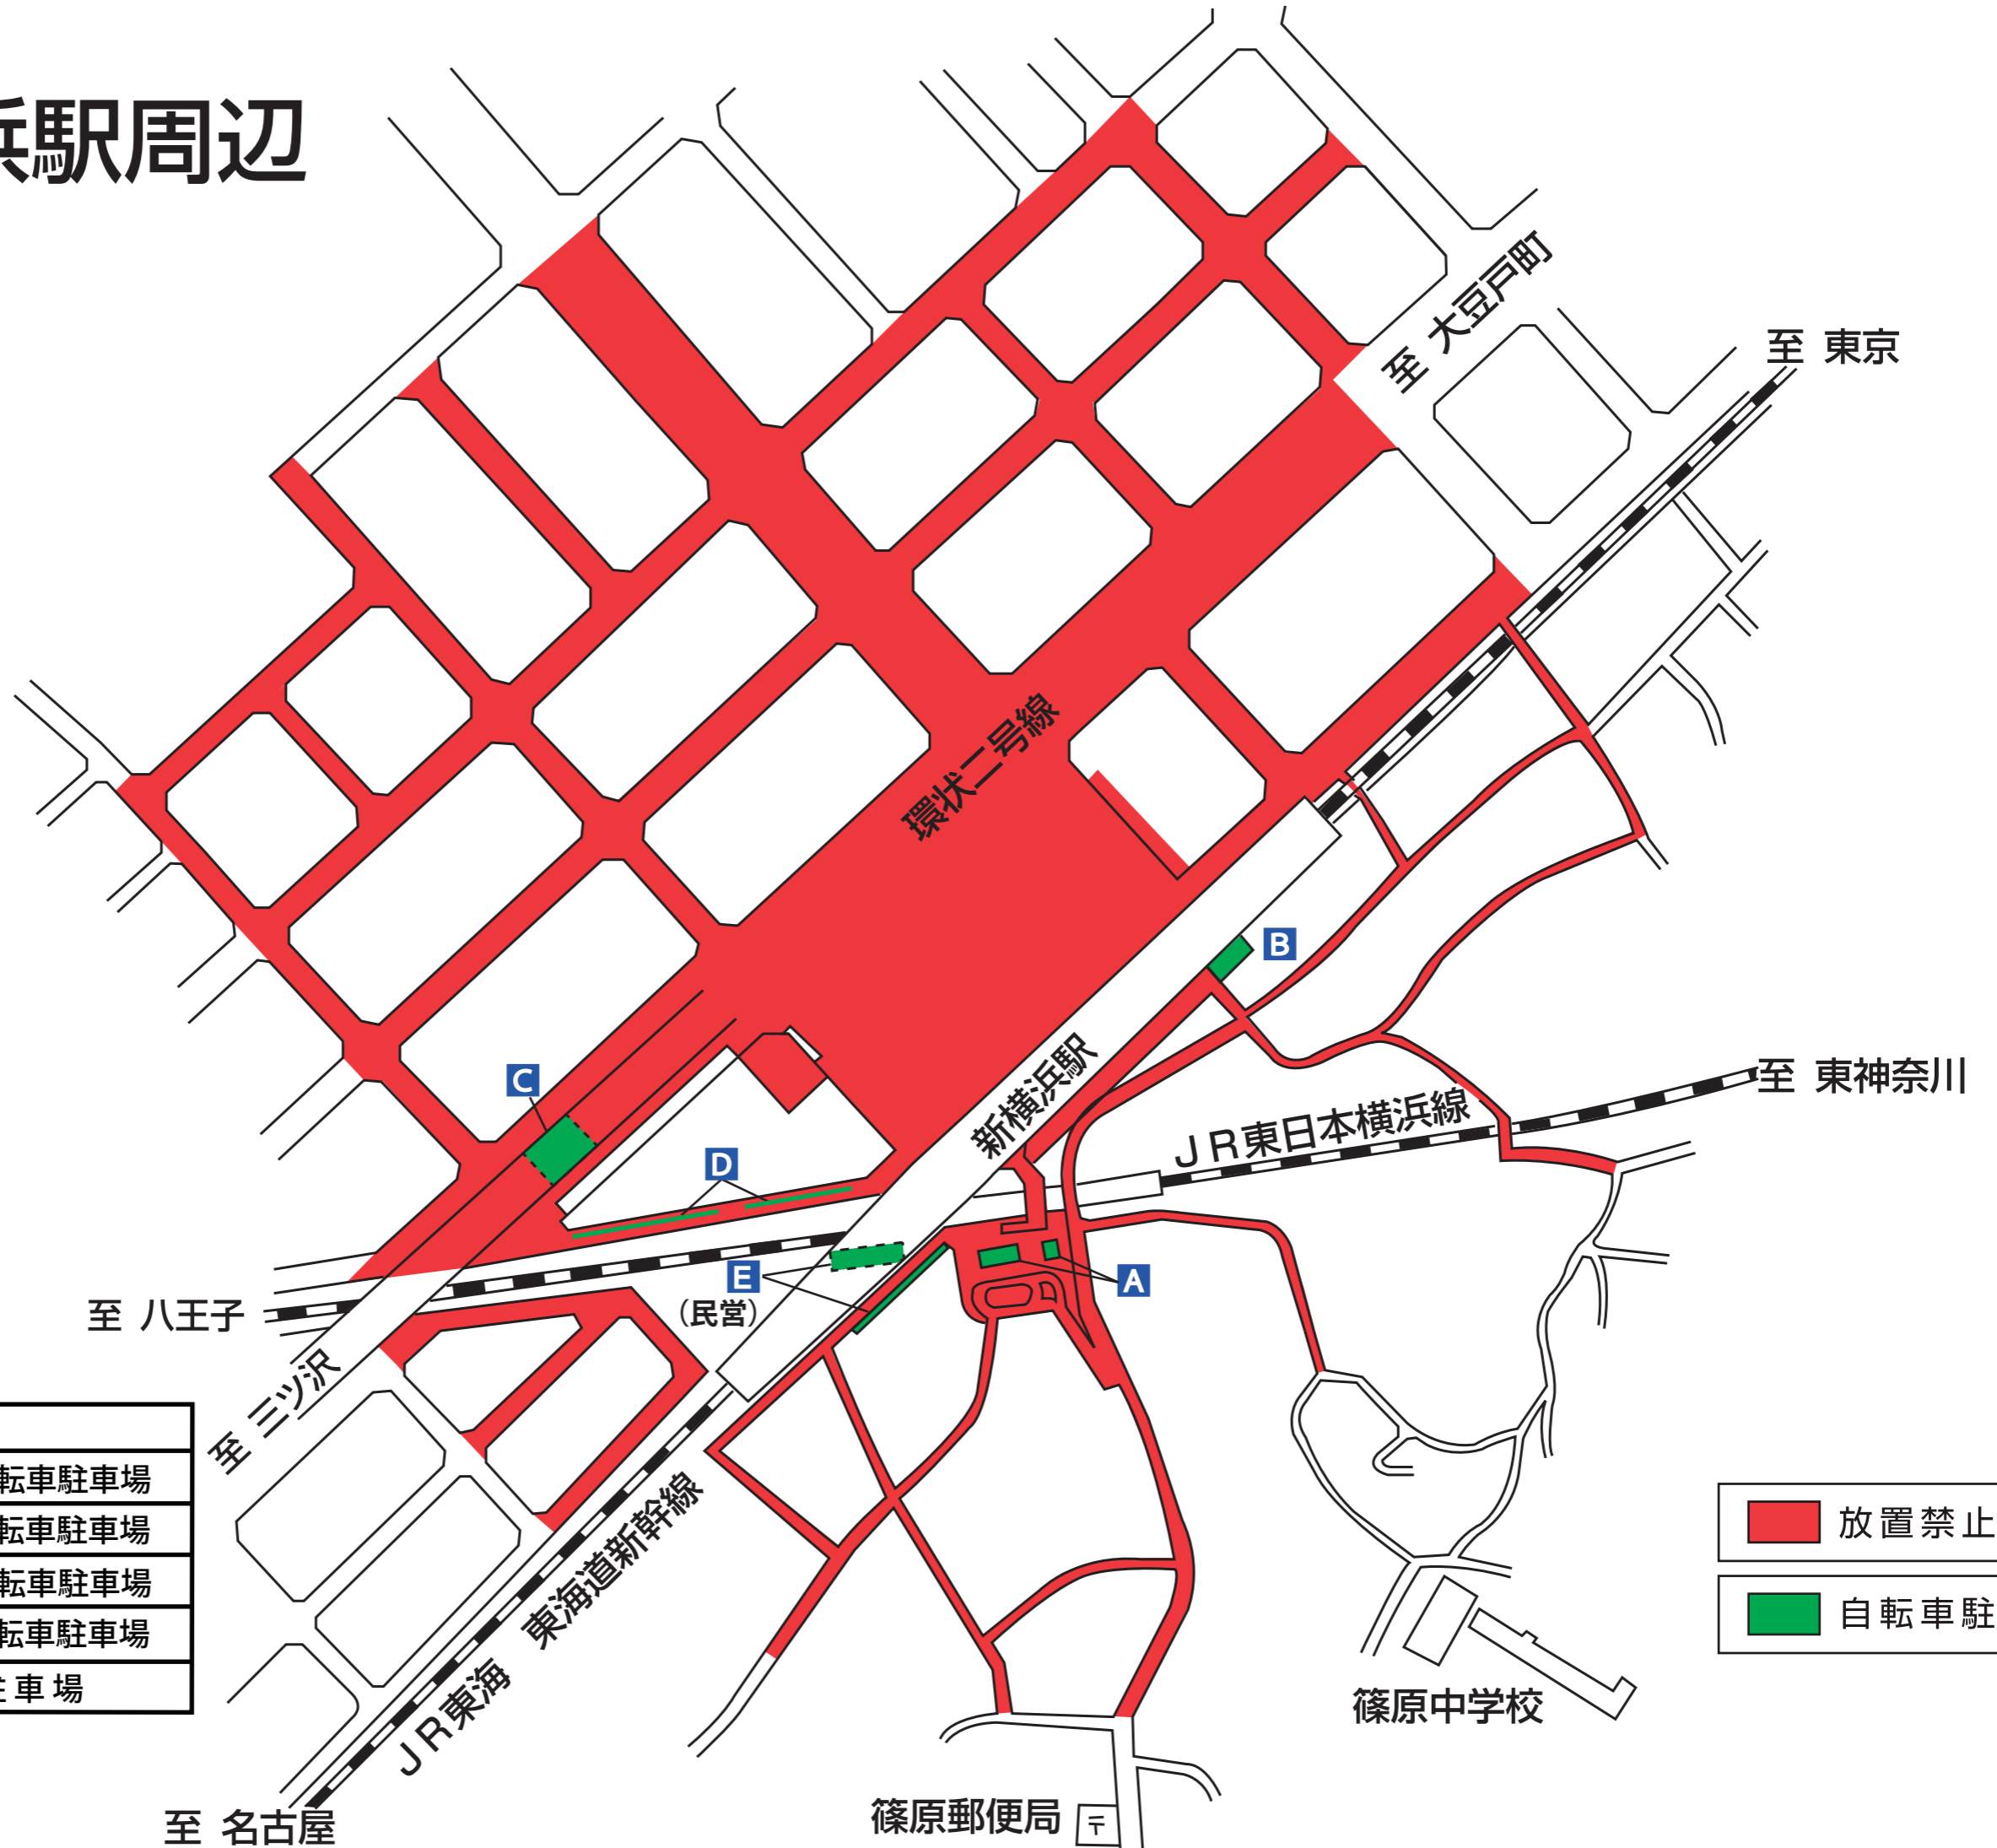 浜駅周辺
至 大豆戸町
至 東京
環状二号線
B
C
新横浜駅
至 東神奈川
JR東日本横浜線
D
E
（民営）
A
至 八王子
至 三ツ沢
転車駐車場
転車駐車場
転車駐車場
転車駐車場
車場
JR東海 東海道新幹線
放置禁止
自転車駐
篠原中学校
篠原郵便局
〒
至 名古屋